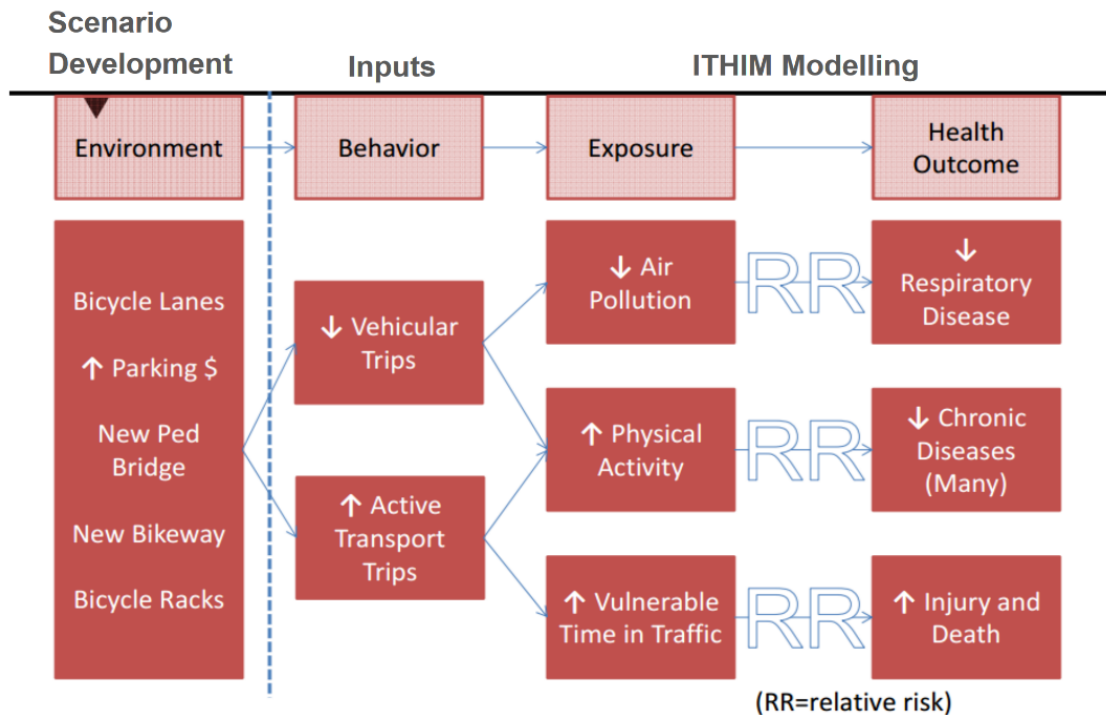 Scenario
Development
Inputs
ITHIM Modelling
Environment
Behavior
Exposure
Health
Outcome
Bicycle Lanes
↑ Parking $
New Ped
Bridge
New Bikeway
Bicycle Racks
↓ Vehicular
Trips
↑ Active
Transport
Trips
↓ Air
Pollution
RR
↓
Respiratory
Disease
↑ Physical
Activity
RR
↓ Chronic
Diseases
(Many)
↑ Vulnerable
Time in Traffic
RR
↑ Injury and
Death
(RR=relative risk)